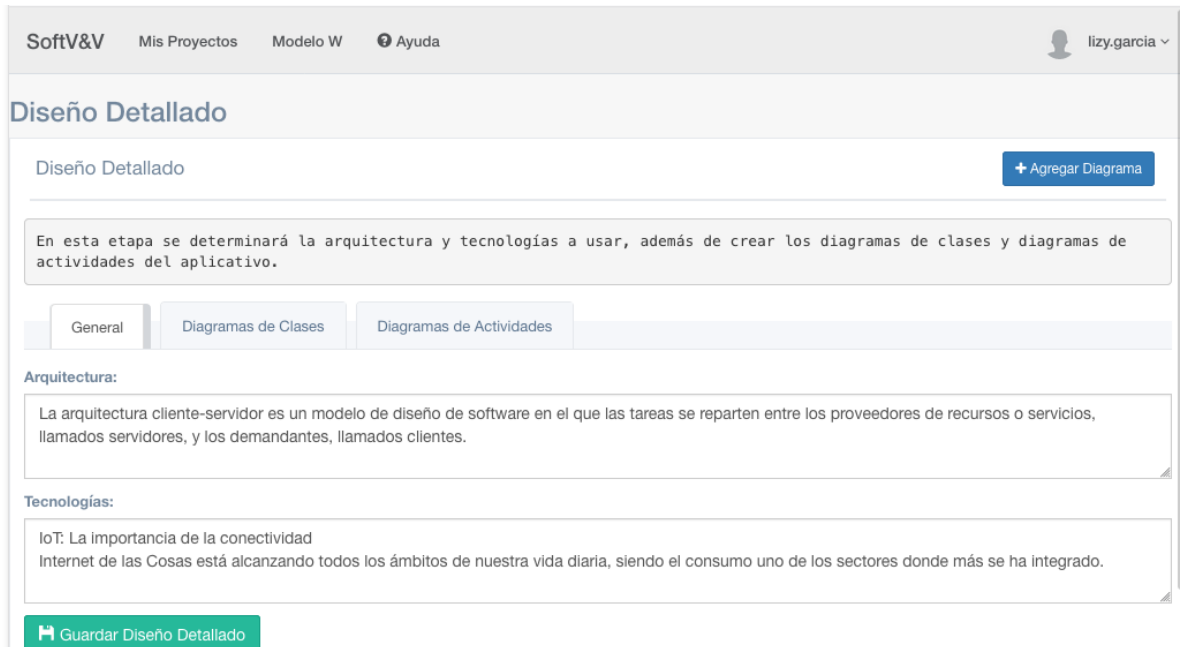 SoftV&V Mis Proyectos Modelo W Ayuda lizy.garcia
Diseño Detallado
Diseño Detallado
+ Agregar Diagrama
En esta etapa se determinará la arquitectura y tecnologías a usar, además de crear los diagramas de clases y diagramas de
actividades del aplicativo.
General Diagramas de Clases Diagramas de Actividades
Arquitectura:
La arquitectura cliente-servidor es un modelo de diseño de software en el que las tareas se reparten entre los proveedores de recursos o servicios,
llamados servidores, y los demandantes, llamados clientes.
Tecnologías:
IoT: La importancia de la conectividad
Internet de las Cosas está alcanzando todos los ámbitos de nuestra vida diaria, siendo el consumo uno de los sectores donde más se ha integrado.
Guardar Diseño Detallado